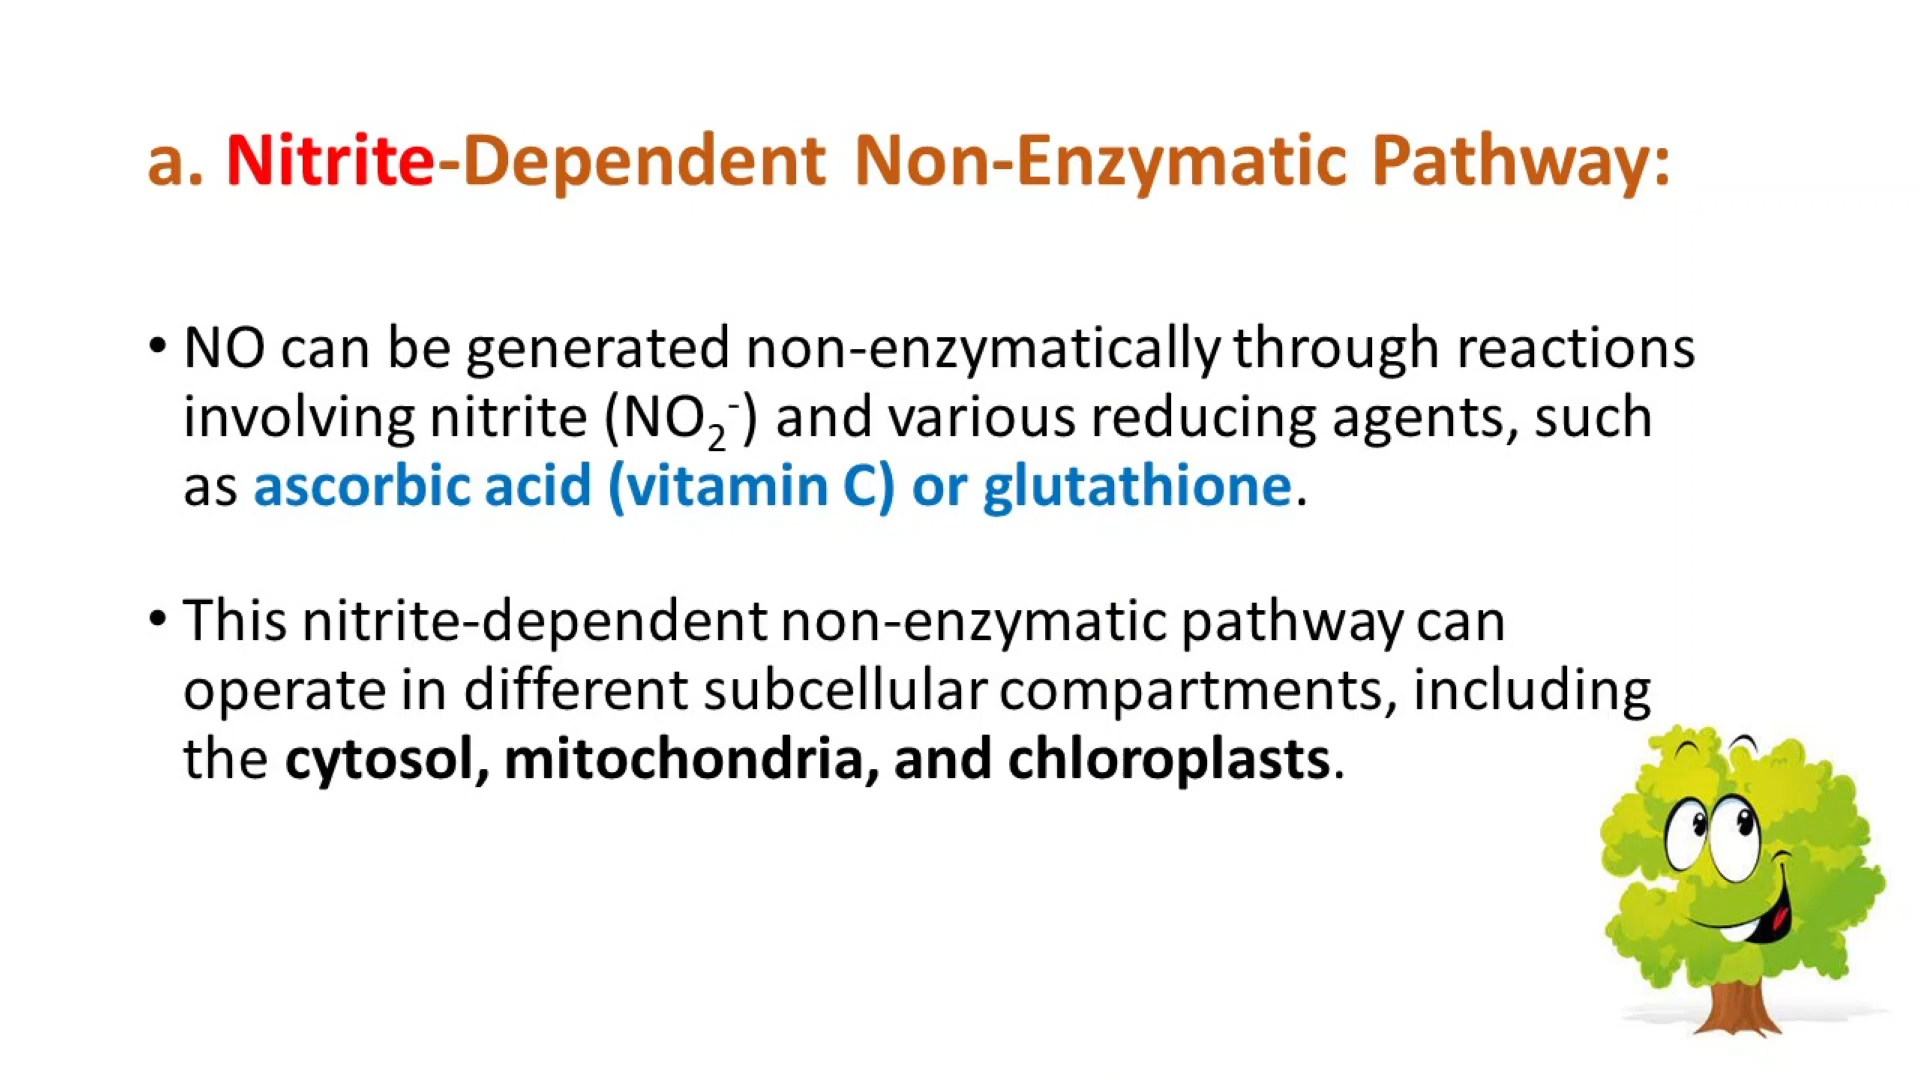 a. Nitrite-Dependent Non-Enzymatic Pathway:
• NO can be generated non-enzymatically through reactions
involving nitrite (NO₂⁻) and various reducing agents, such
as ascorbic acid (vitamin C) or glutathione.
• This nitrite-dependent non-enzymatic pathway can
operate in different subcellular compartments, including
the cytosol, mitochondria, and chloroplasts.